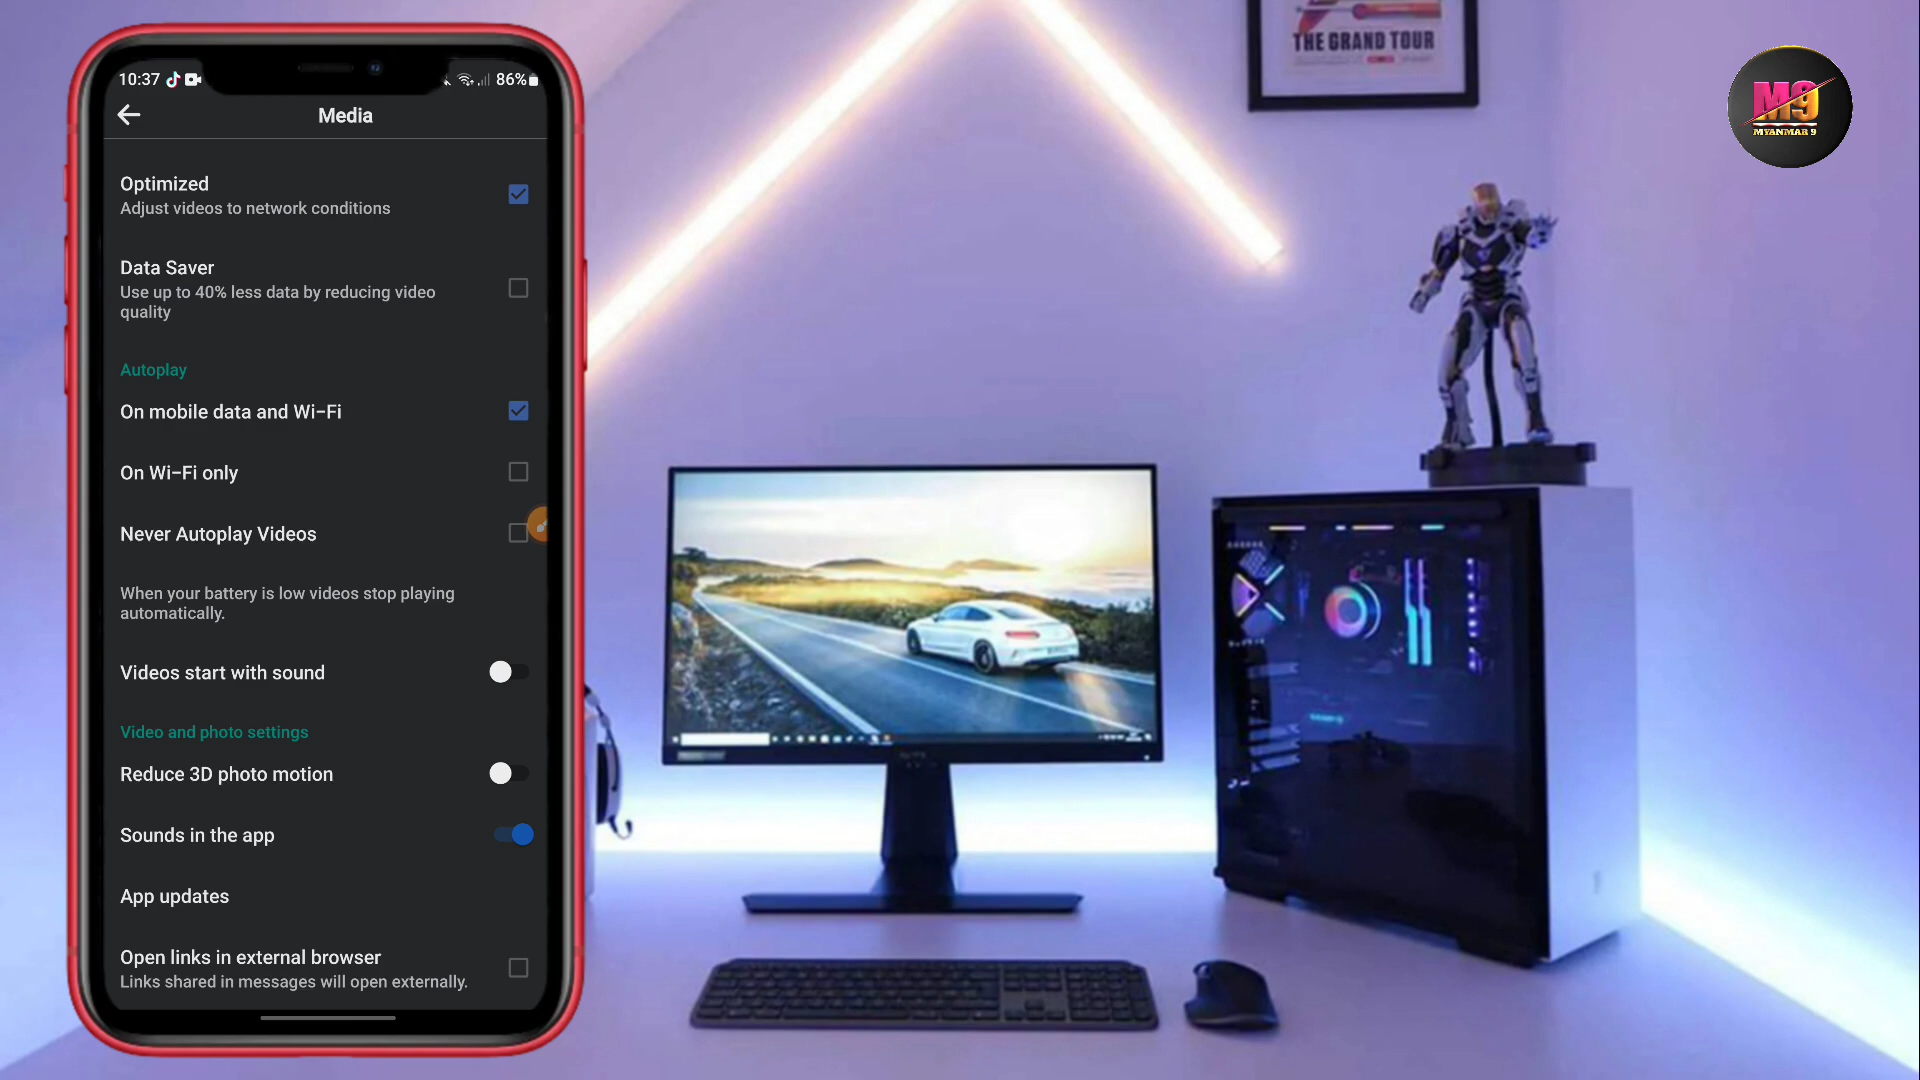 10:37
86%
Media
Optimized
Adjust videos to network conditions
Data Saver
Use up to 40% less data by reducing video
quality
Autoplay
On mobile data and Wi-Fi
On Wi-Fi only
Never Autoplay Videos
When your battery is low videos stop playing
automatically.
Videos start with sound
Video and photo settings
Reduce 3D photo motion
Sounds in the app
App updates
Open links in external browser
Links shared in messages will open externally.
THE GRAND TOUR
M9
MYANMAR 9